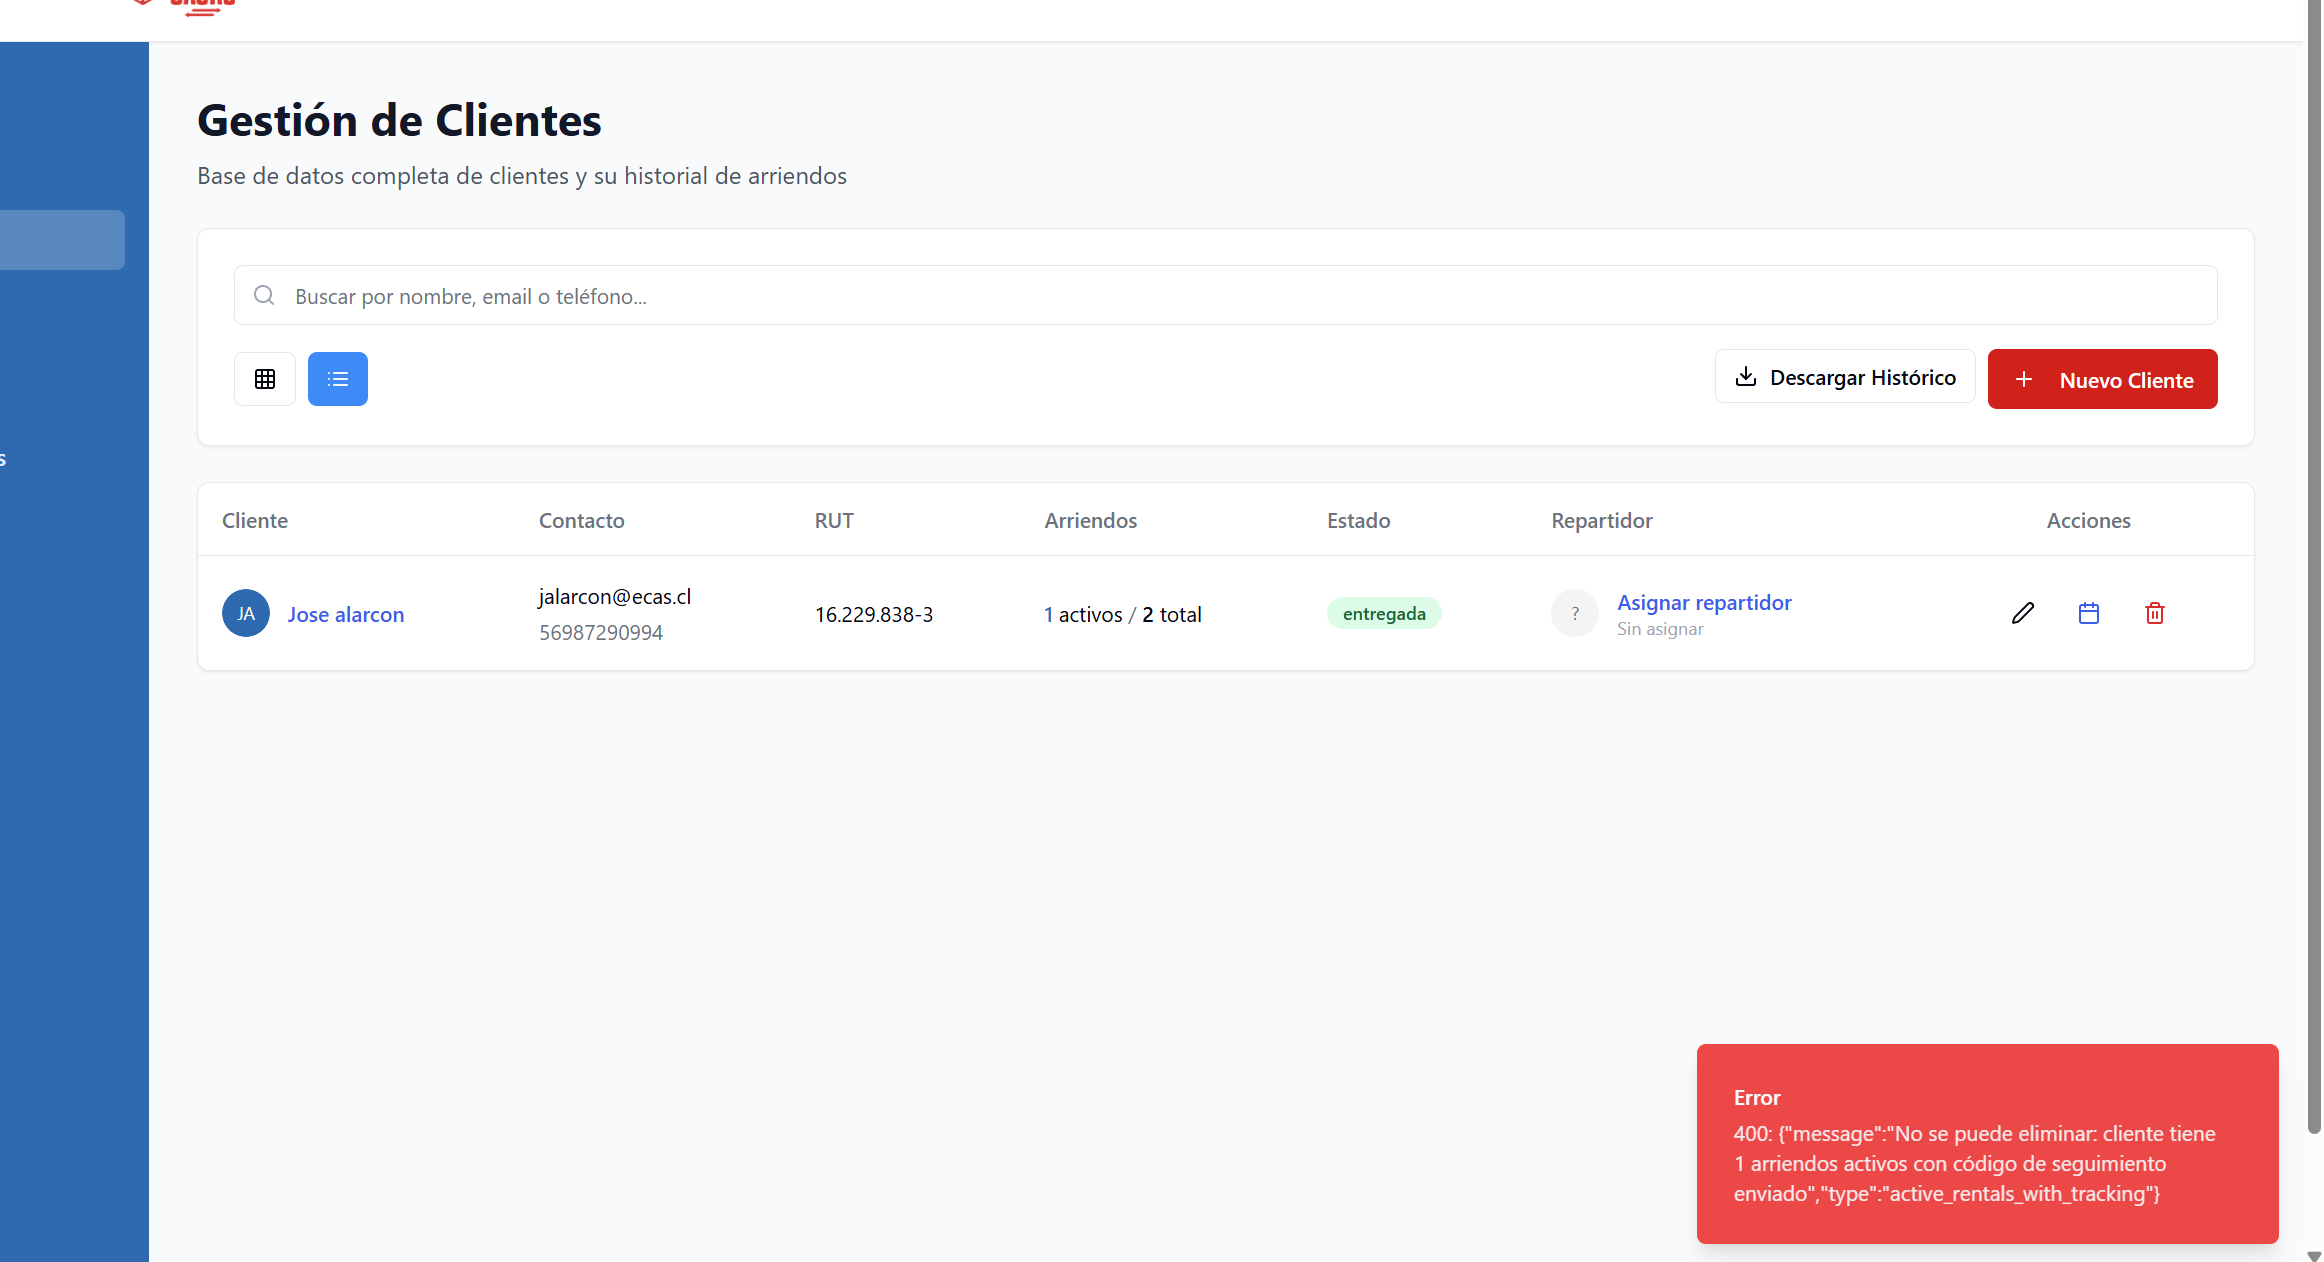 Gestión de Clientes
Base de datos completa de clientes y su historial de arriendos
Buscar por nombre, email o teléfono...
Descargar Histórico
Nuevo Cliente
s
Cliente Contacto RUT Arriendos Estado Repartidor Acciones
JA Jose alarcon
jalarcon@ecas.cl
56987290994
16.229.838-3
1 activos / 2 total
entregada
?
Asignar repartidor
Sin asignar
Error
400: {"message":"No se puede eliminar: cliente tiene
1 arriendos activos con código de seguimiento
enviado","type":"active_rentals_with_tracking"}